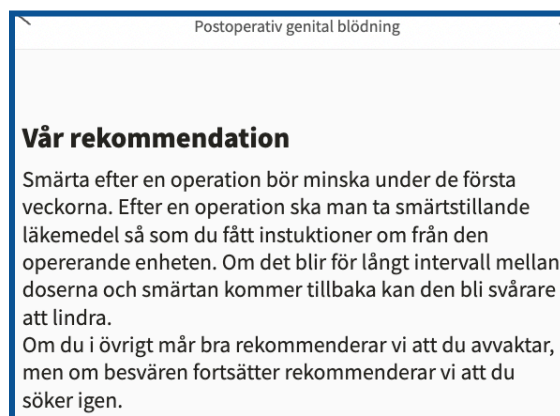 Postoperativ genital blödning
Vår rekommendation
Smärta efter en operation bör minska under de första
veckorna. Efter en operation ska man ta smärtstillande
läkemedel så som du fått instuktioner om från den
opererande enheten. Om det blir för långt intervall mellan
doserna och smärtan kommer tillbaka kan den bli svårare
att lindra.
Om du i övrigt mår bra rekommenderar vi att du avvaktar,
men om besvären fortsätter rekommenderar vi att du
söker igen.